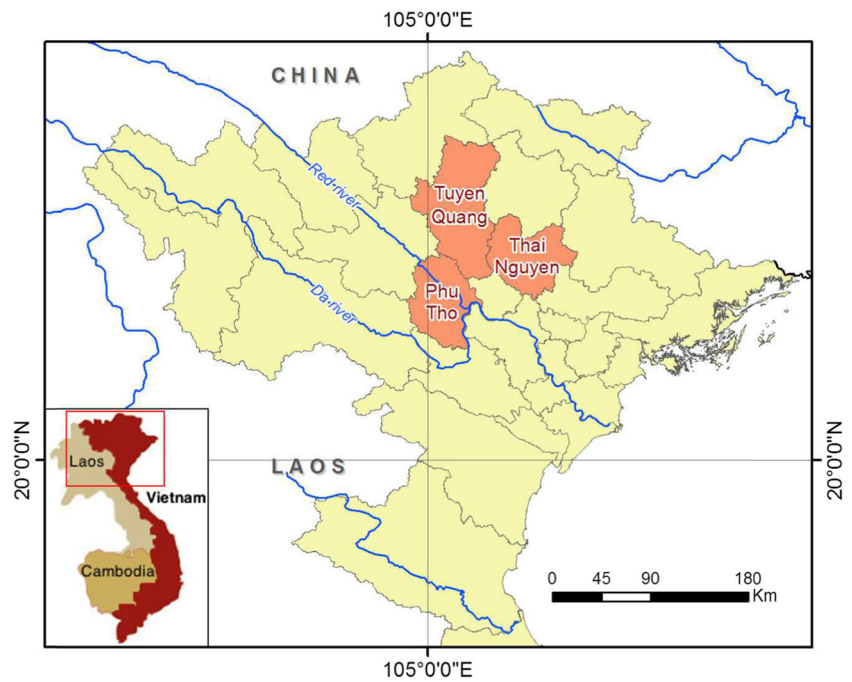 105°0'0"E
CHINA
Red river
Tuyen
Quang
Thai
Nguyen
Phu
Tho
Da river
20°0'0"N
LAOS
20°0'0"N
Laos
Vietnam
Cambodia
0 45 90 180
Km
105°0'0"E